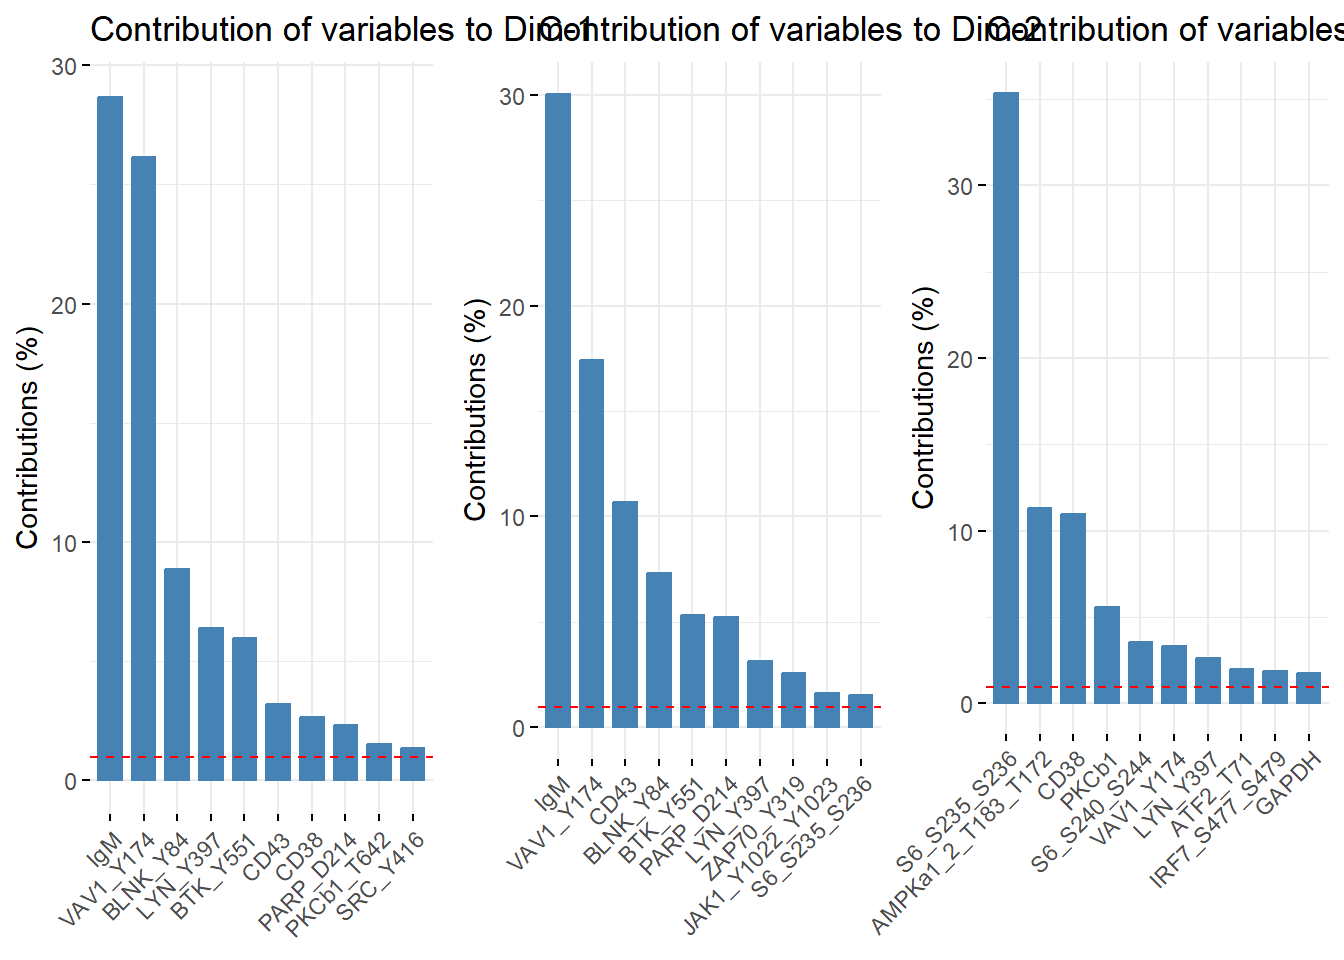 Contribution of variables to Dim-1
Contribution of variables to Dim-2
Contribution of variables
Contributions (%)
30
20
10
0
IgM
VAV1_Y174
BLNK_Y84
LYN_Y397
BTK_Y551
CD43
CD38
PARP_D214
PKCb1_T642
SRC_Y416
Contributions (%)
30
20
10
0
IgM
VAV1_Y174
CD43
BLNK_Y84
BTK_Y551
PARP_D214
LYN_Y397
ZAP70_Y319
JAK1_Y1022_Y1023
S6_S235_S236
Contributions (%)
30
20
10
0
S6_S235_S236
AMPKa1_2_T183_T172
CD38
PKCb1
S6_S240_S244
VAV1_Y174
LYN_Y397
ATF2_T71
IRF7_S477_S479
GAPDH